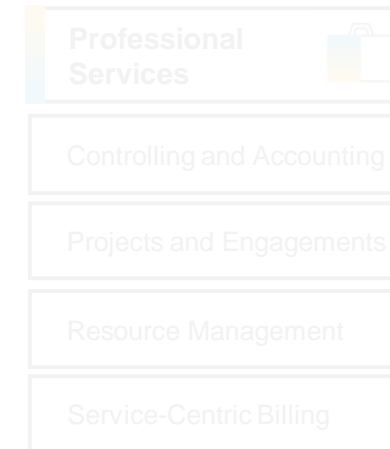 Professional
Services
Controlling and Accounting
Projects and Engagements
Resource Management
Service-Centric Billing